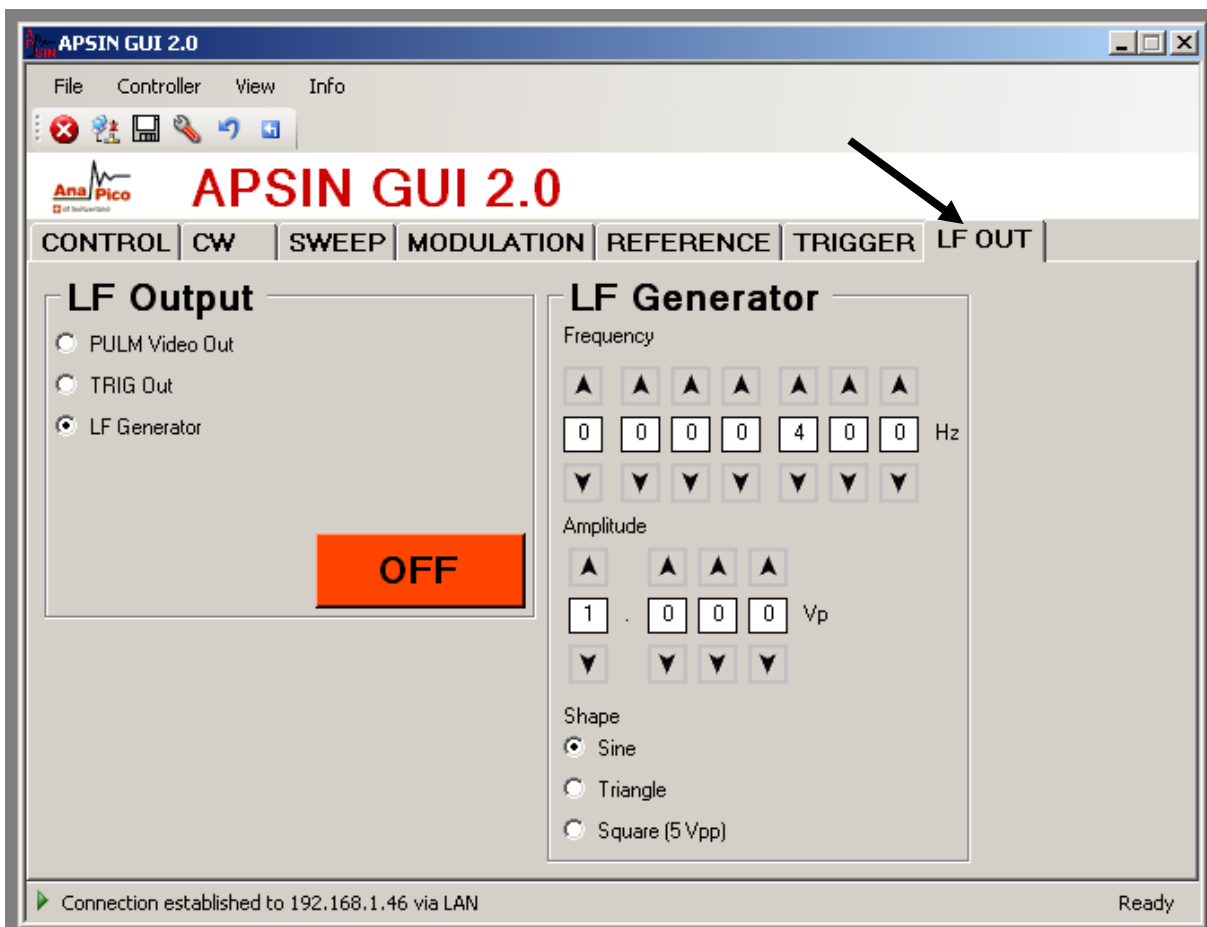 APSIN GUI 2.0
File Controller View Info
Ana Pico
APSIN GUI 2.0
CONTROL CW SWEEP MODULATION REFERENCE TRIGGER LF OUT
LF Output
PULM Video Out
TRIG Out
LF Generator
OFF
LF Generator
Frequency
0 0 0 0 4 0 0 Hz
Amplitude
1 . 0 0 0 Vp
Shape
Sine
Triangle
Square (5 Vpp)
Connection established to 192.168.1.46 via LAN
Ready